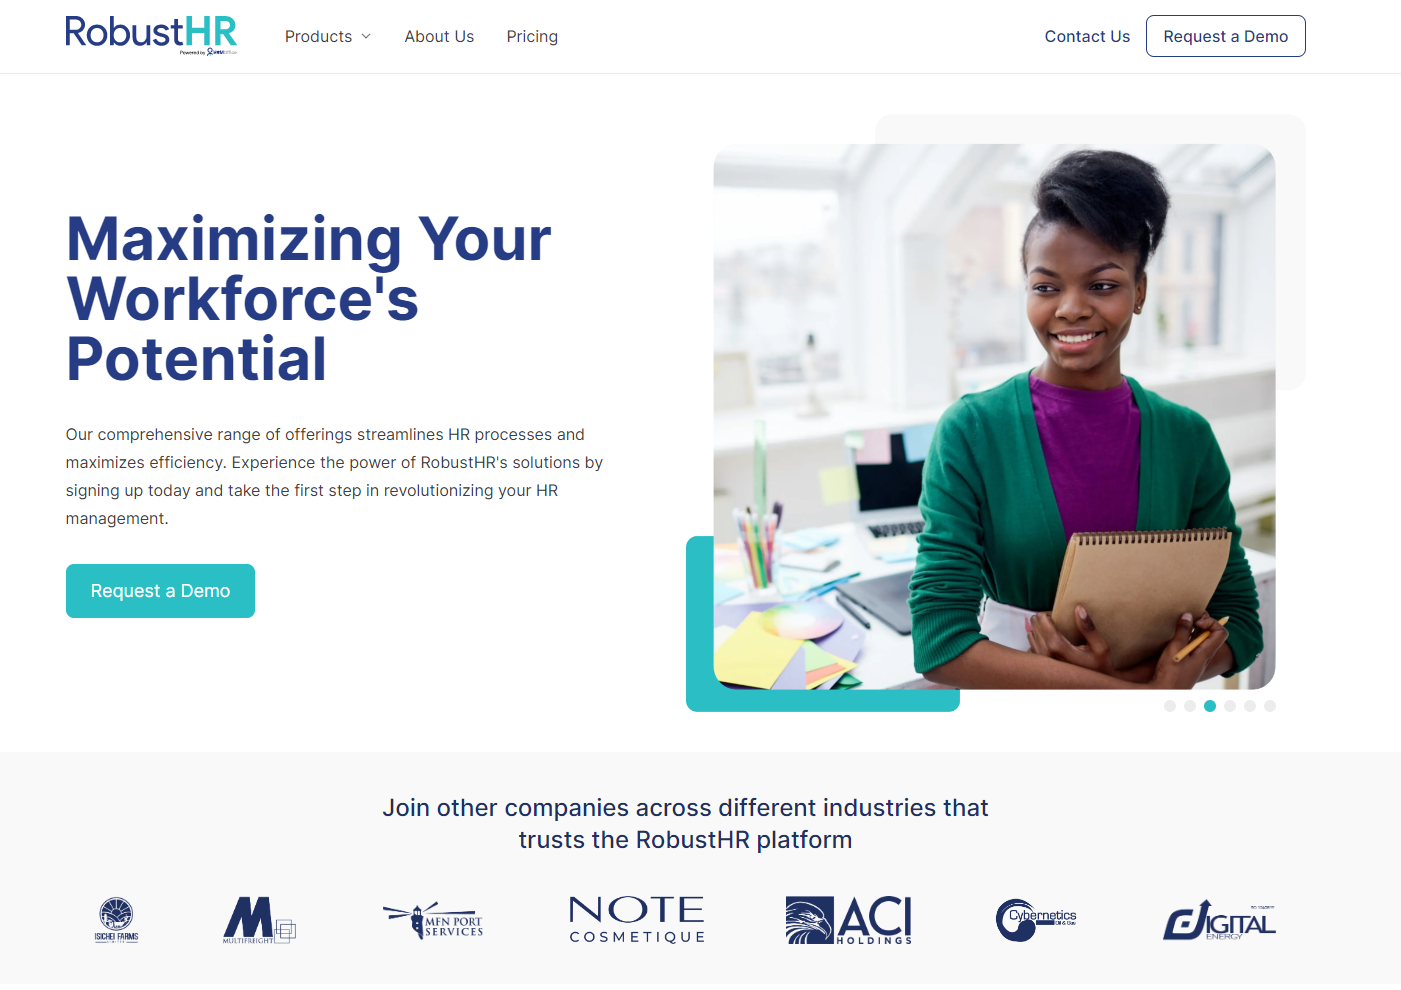 RobustHR
Powered by HRMOffice
Products
About Us
Pricing
Contact Us
Request a Demo
Maximizing Your
Workforce's
Potential
Our comprehensive range of offerings streamlines HR processes and
maximizes efficiency. Experience the power of RobustHR's solutions by
signing up today and take the first step in revolutionizing your HR
management.
Request a Demo
Join other companies across different industries that
trusts the RobustHR platform
ISICHEI FARMS
LIMITED
M
MULTIFREIGHT
MFN PORT
SERVICES
NOTE
COSMETIQUE
ACI
HOLDINGS
Cybernetics
Oil & Gas
DIGITAL
ENERGY